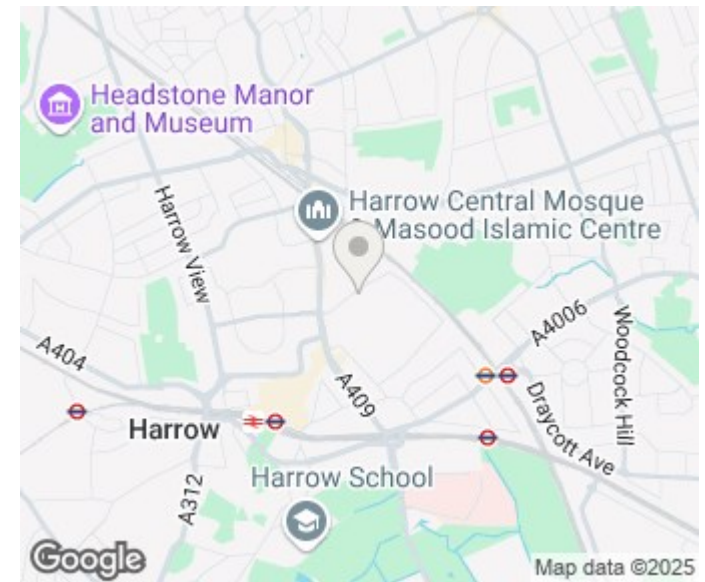 Headstone Manor
and Museum
Harrow Central Mosque
& Masood Islamic Centre
Harrow View
A4006
Woodcock Hill
A404
A409
Draycott Ave
Harrow
A312
Harrow School
Google
Map data ©2025